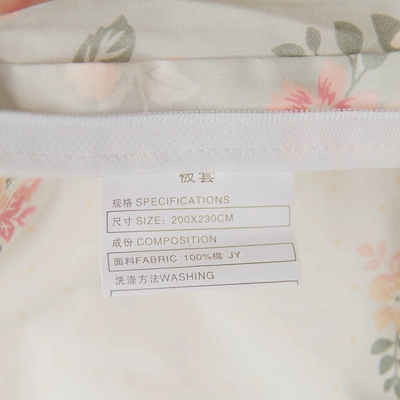 被套
规格 SPECIFICATIONS
尺寸 SIZE: 200X230CM
成份 COMPOSITION
面料FABRIC 100%棉 JY
洗涤方法WASHING